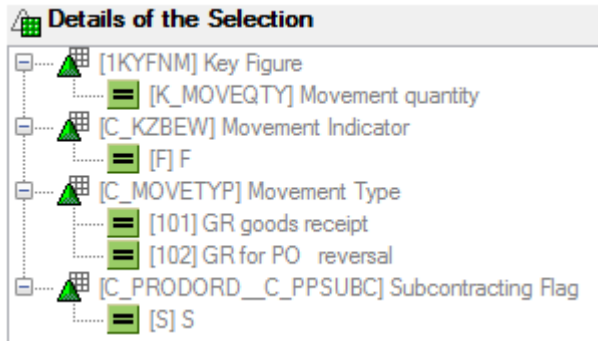 Details of the Selection
[1KYFNM] Key Figure
[K_MOVEQTY] Movement quantity
[C_KZBEW] Movement Indicator
[F] F
[C_MOVETYP] Movement Type
[101] GR goods receipt
[102] GR for PO   reversal
[C_PRODORD__C_PPSUBC] Subcontracting Flag
[S] S